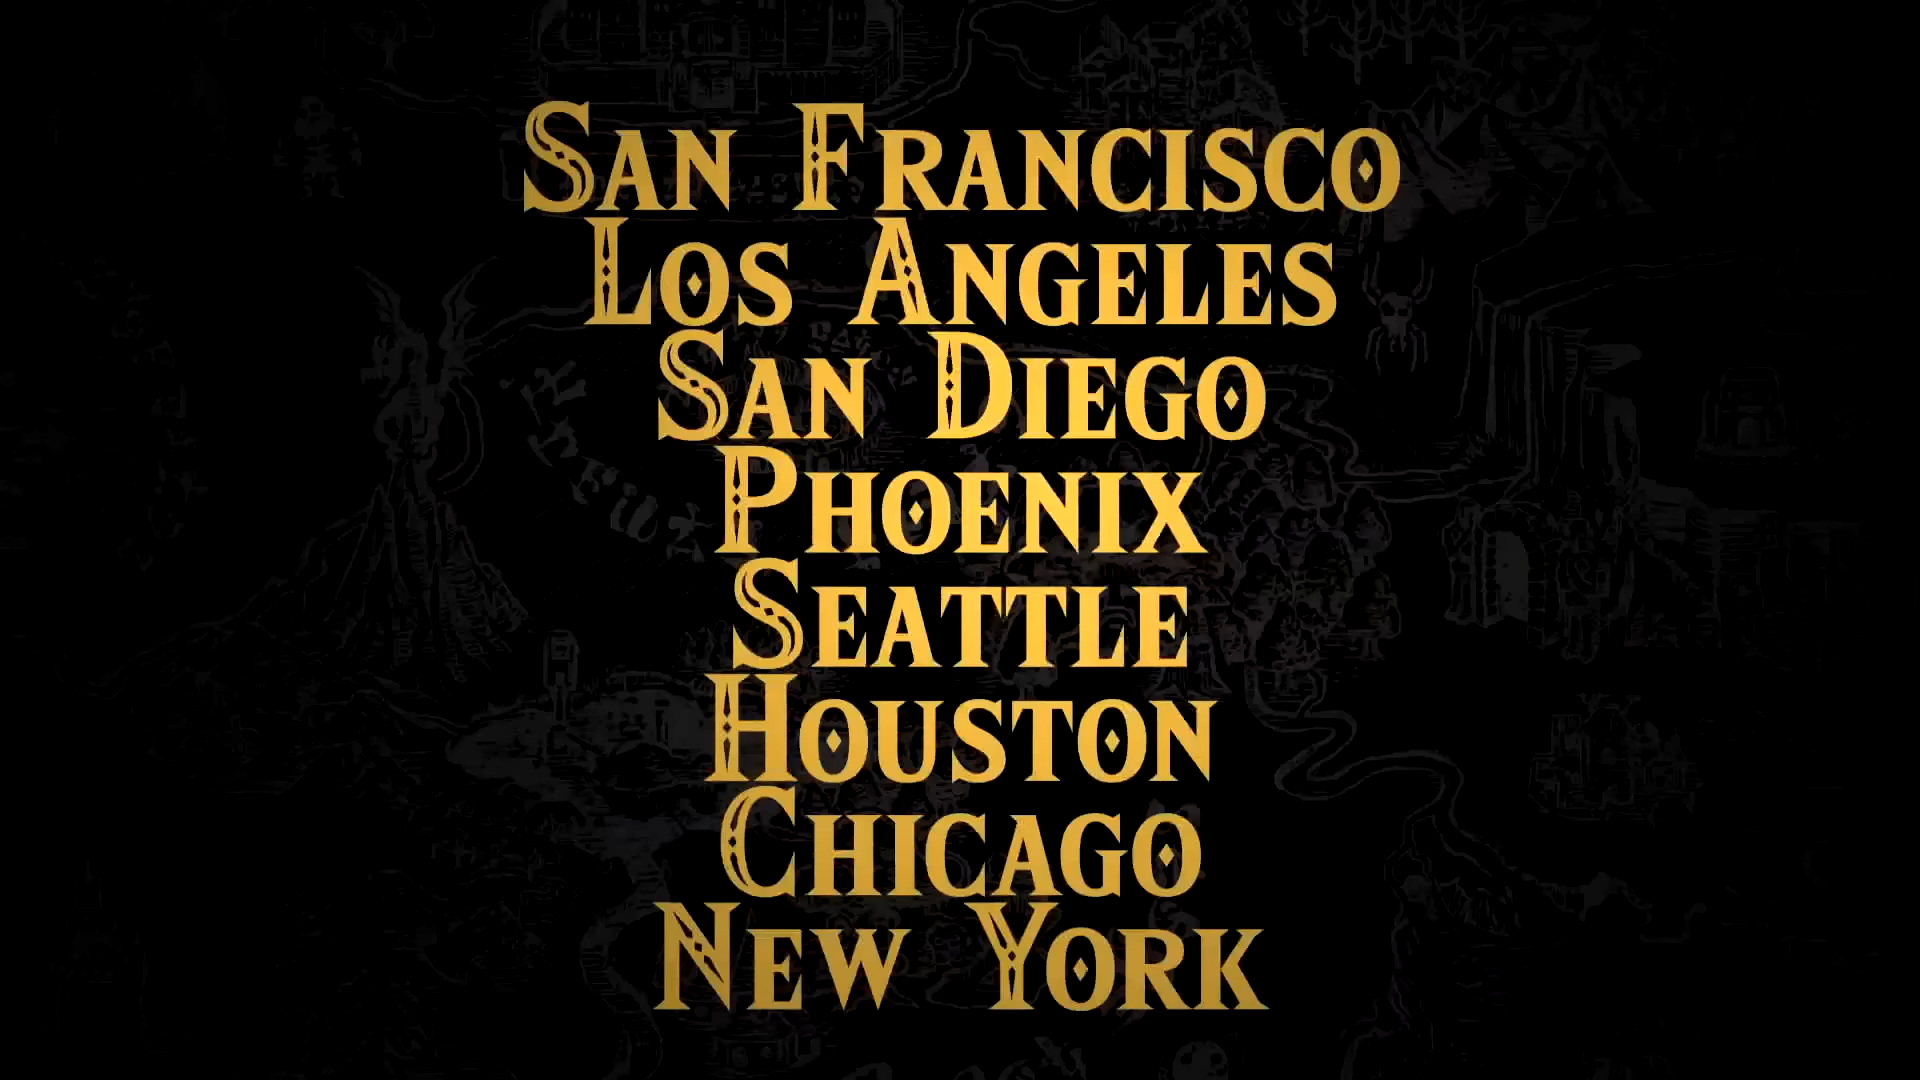 San Francisco
Los Angeles
San Diego
Phoenix
Seattle
Houston
Chicago
New York